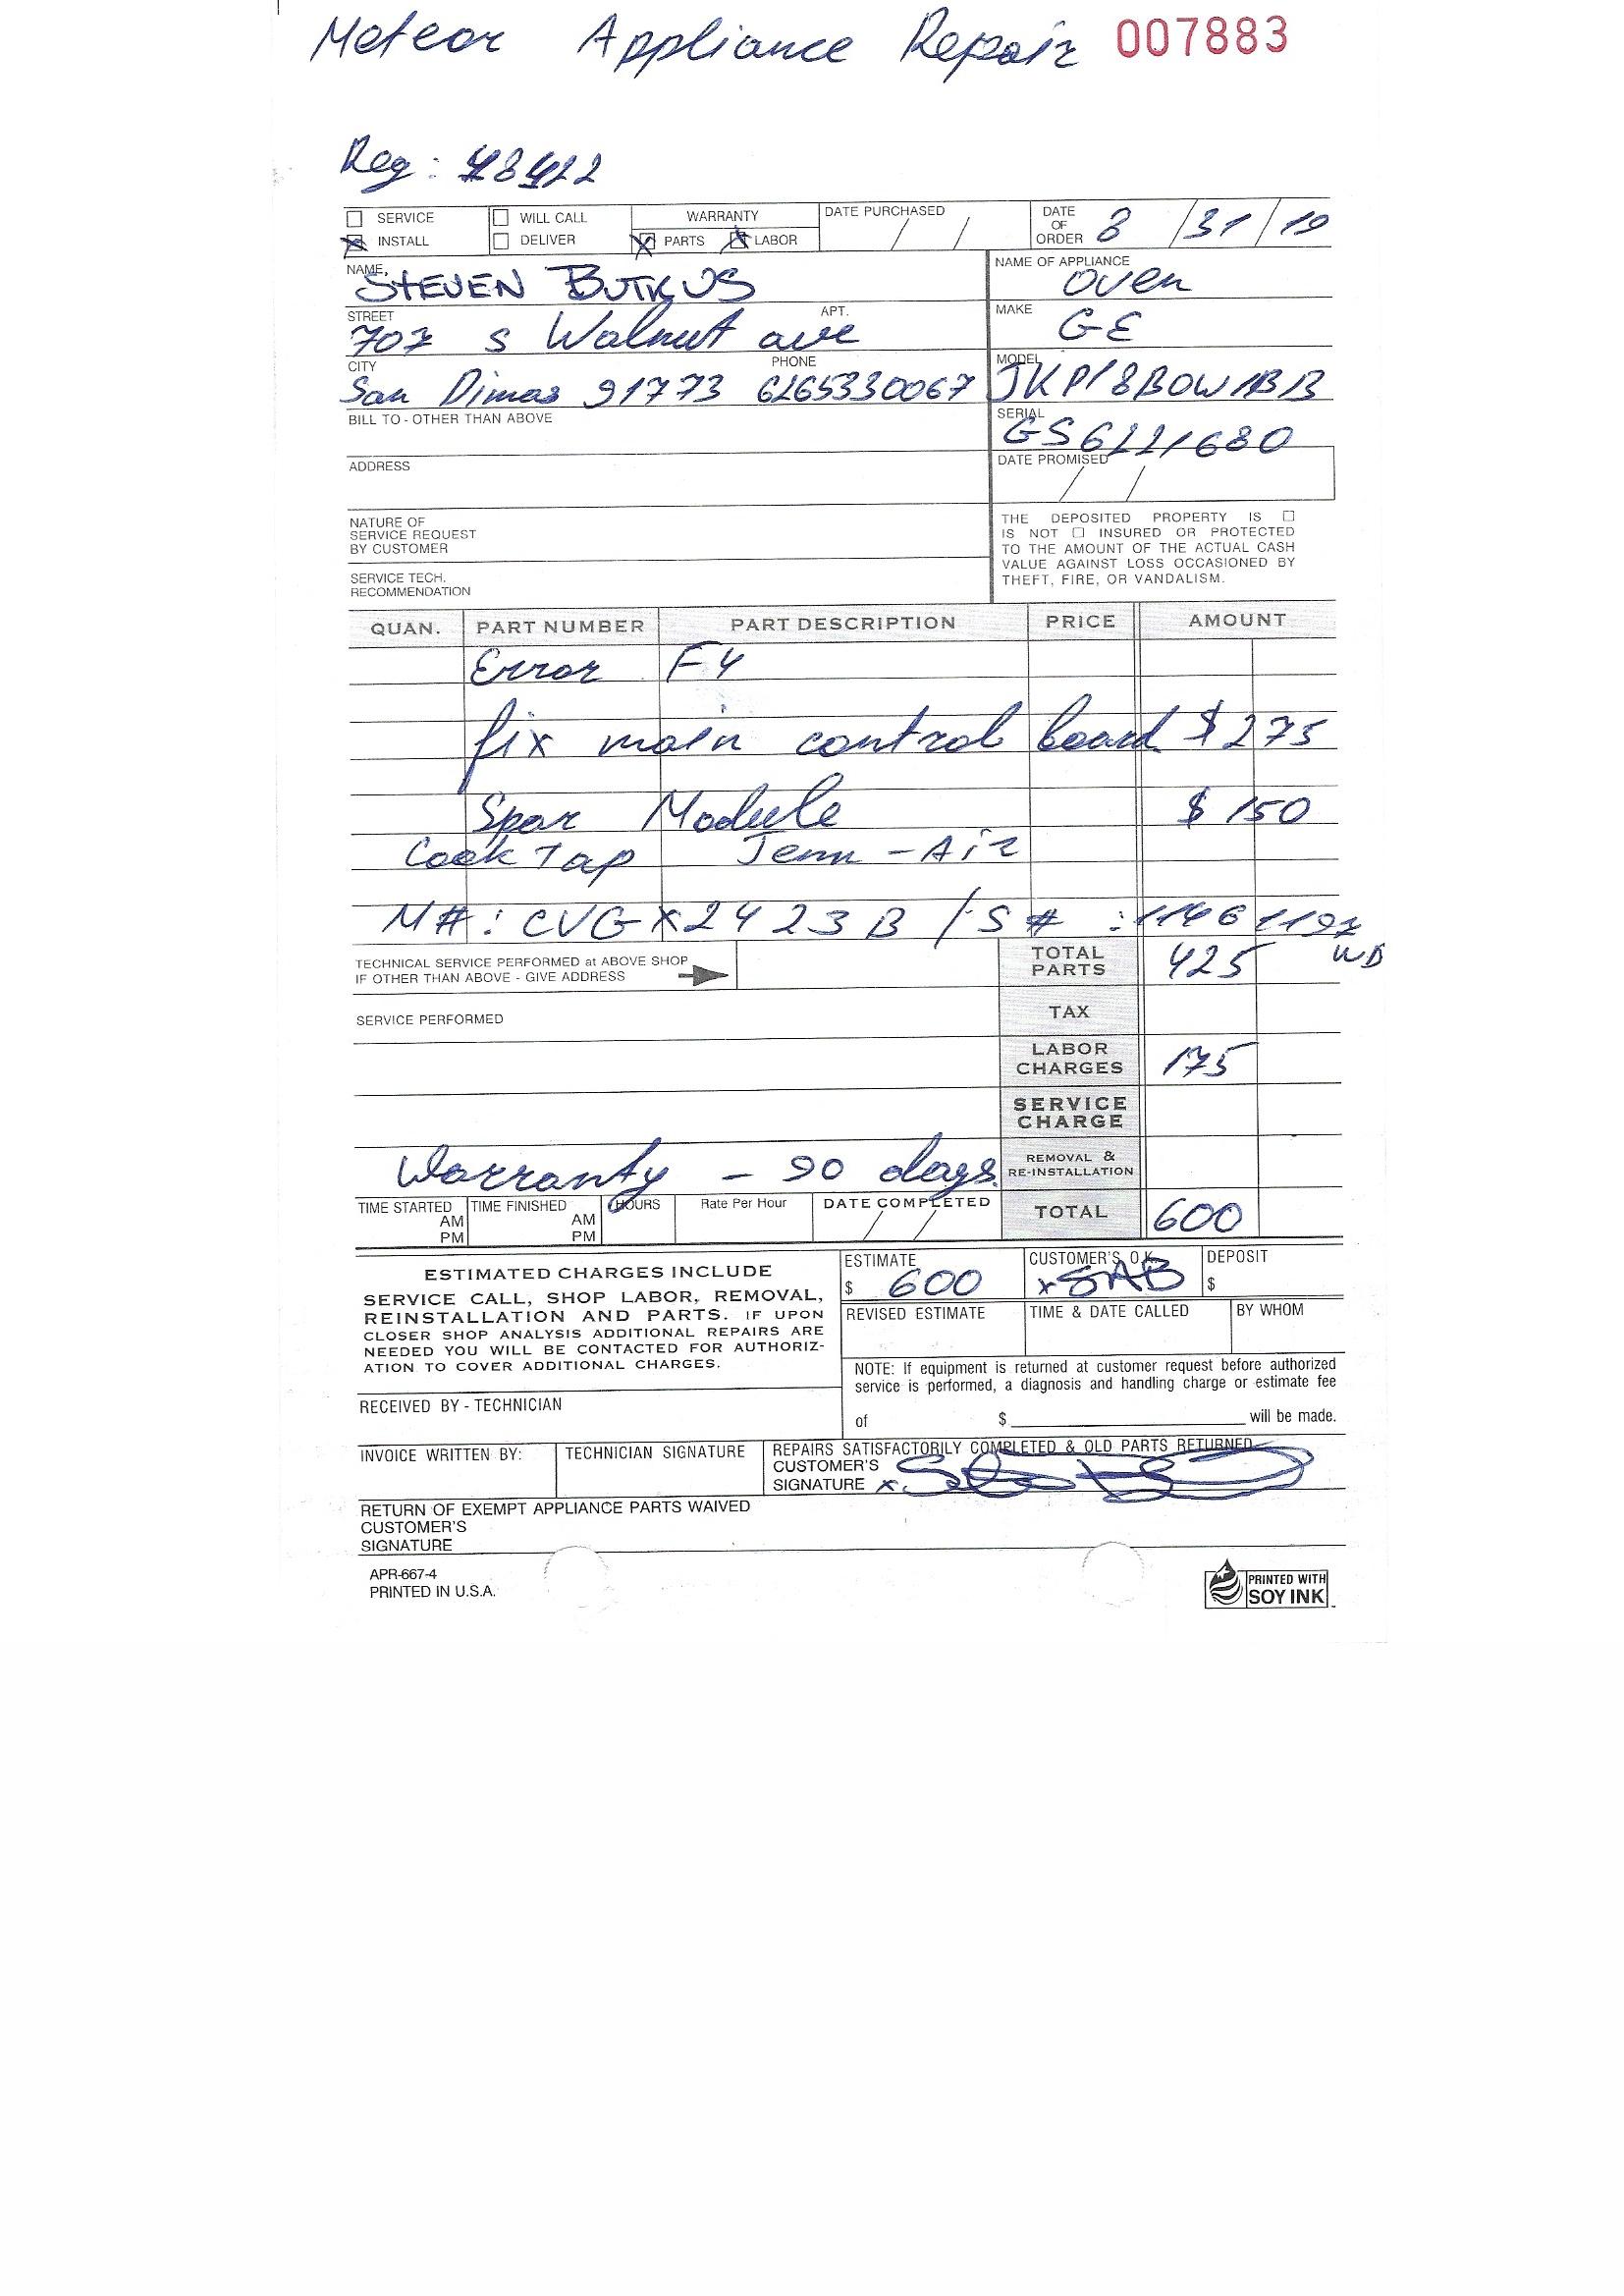 Meteor Appliance Repair 007883
Reg: 48422
SERVICE WILL CALL WARRANTY DATE PURCHASED / / DATE OF ORDER 8 / 31 / 19
INSTALL DELIVER PARTS LABOR
NAME STEVEN BUTKUS NAME OF APPLIANCE Oven
STREET 707 S Walnut ave APT. MAKE GE
CITY San Dimas 91773 PHONE 6265330067 MODEL JKP18BOW1BB
BILL TO - OTHER THAN ABOVE SERIAL GS6221680
ADDRESS DATE PROMISED / /
NATURE OF
SERVICE REQUEST
BY CUSTOMER
SERVICE TECH.
RECOMMENDATION
THE DEPOSITED PROPERTY IS
IS NOT INSURED OR PROTECTED
TO THE AMOUNT OF THE ACTUAL CASH
VALUE AGAINST LOSS OCCASIONED BY
THEFT, FIRE, OR VANDALISM.
QUAN. PART NUMBER PART DESCRIPTION PRICE AMOUNT
Error F4
fix main control board $ 275
Spar Module $ 150
Cook Tap Jenn-Air
M#: CVGX2423B / S#: 11461197
WD
TECHNICAL SERVICE PERFORMED at ABOVE SHOP
IF OTHER THAN ABOVE - GIVE ADDRESS
TOTAL PARTS 425
TAX
SERVICE PERFORMED
LABOR CHARGES 175
SERVICE CHARGE
Warranty - 90 days
REMOVAL & RE-INSTALLATION
TIME STARTED AM PM TIME FINISHED AM PM HOURS Rate Per Hour DATE COMPLETED / / TOTAL 600
ESTIMATED CHARGES INCLUDE
SERVICE CALL, SHOP LABOR, REMOVAL,
REINSTALLATION AND PARTS. IF UPON
CLOSER SHOP ANALYSIS ADDITIONAL REPAIRS ARE
NEEDED YOU WILL BE CONTACTED FOR AUTHORIZ-
ATION TO COVER ADDITIONAL CHARGES.
ESTIMATE $ 600 CUSTOMER'S O.K. x SAB DEPOSIT $
REVISED ESTIMATE TIME & DATE CALLED BY WHOM
NOTE: If equipment is returned at customer request before authorized
service is performed, a diagnosis and handling charge or estimate fee
of $ will be made.
RECEIVED BY - TECHNICIAN
INVOICE WRITTEN BY: TECHNICIAN SIGNATURE REPAIRS SATISFACTORILY COMPLETED & OLD PARTS RETURNED
CUSTOMER'S
SIGNATURE x
RETURN OF EXEMPT APPLIANCE PARTS WAIVED
CUSTOMER'S
SIGNATURE
APR-667-4
PRINTED IN U.S.A.
PRINTED WITH
SOY INK